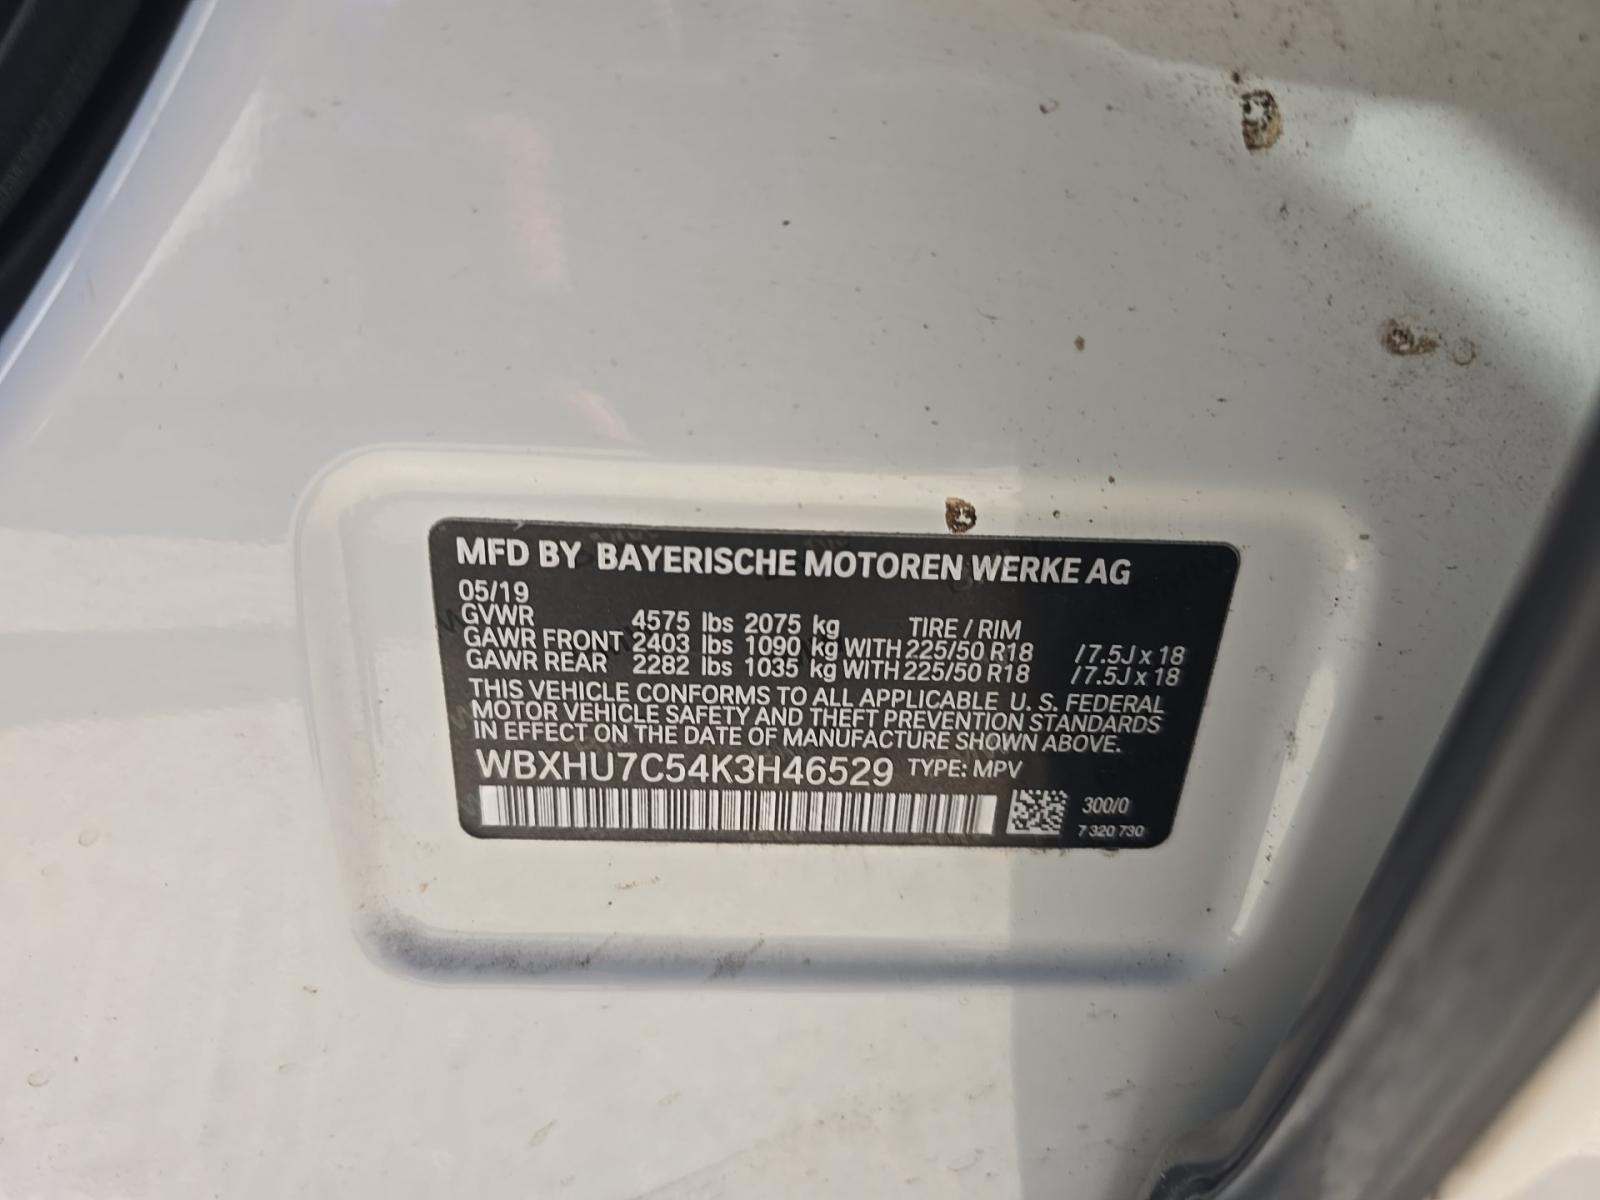 MFD BY BAYERISCHE MOTOREN WERKE AG
05/19
GVWR 4575 lbs 2075 kg TIRE / RIM
GAWR FRONT 2403 lbs 1090 kg WITH 225/50 R18 / 7.5J x 18
GAWR REAR 2282 lbs 1035 kg WITH 225/50 R18 / 7.5J x 18
THIS VEHICLE CONFORMS TO ALL APPLICABLE U. S. FEDERAL
MOTOR VEHICLE SAFETY AND THEFT PREVENTION STANDARDS
IN EFFECT ON THE DATE OF MANUFACTURE SHOWN ABOVE.
WBXHU7C54K3H46529 TYPE: MPV
300/0
7 320 730